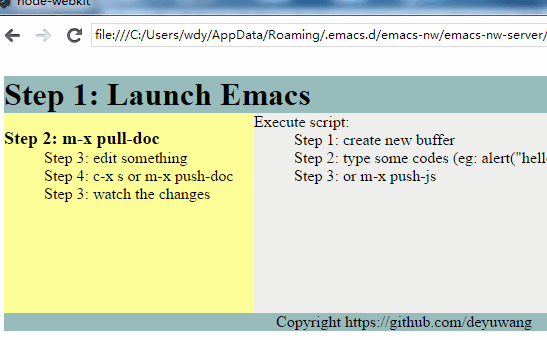 node-webkit
file:///C:/Users/wdy/AppData/Roaming/.emacs.d/emacs-nw/emacs-nw-server/
Step 1: Launch Emacs
Step 2: m-x pull-doc
Step 3: edit something
Step 4: c-x s or m-x push-doc
Step 3: watch the changes
Execute script:
Step 1: create new buffer
Step 2: type some codes (eg: alert("hell
Step 3: or m-x push-js
Copyright https://github.com/deyuwang